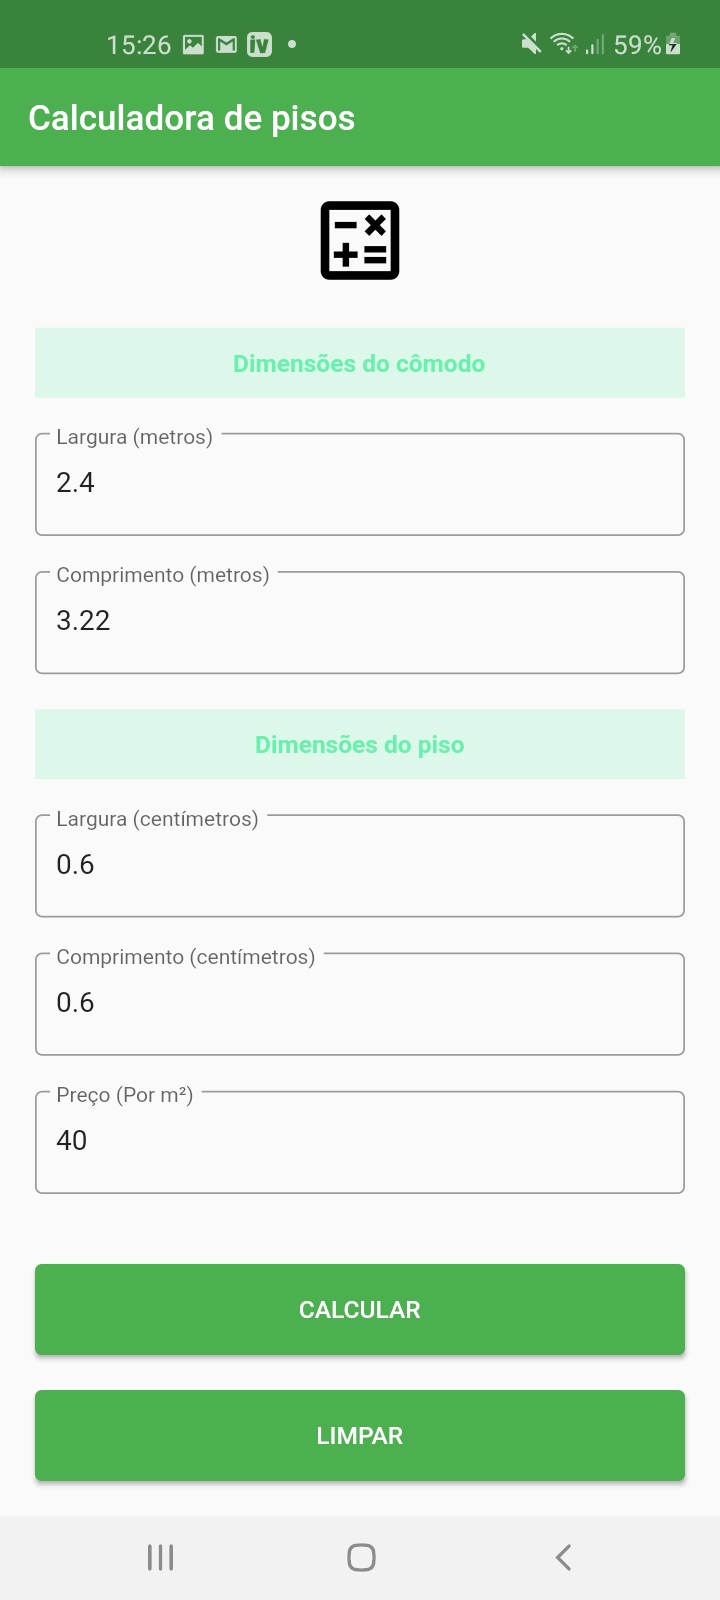 15:26 iv 59%
Calculadora de pisos
Dimensões do cômodo
Largura (metros)
2.4
Comprimento (metros)
3.22
Dimensões do piso
Largura (centímetros)
0.6
Comprimento (centímetros)
0.6
Preço (Por m²)
40
CALCULAR
LIMPAR